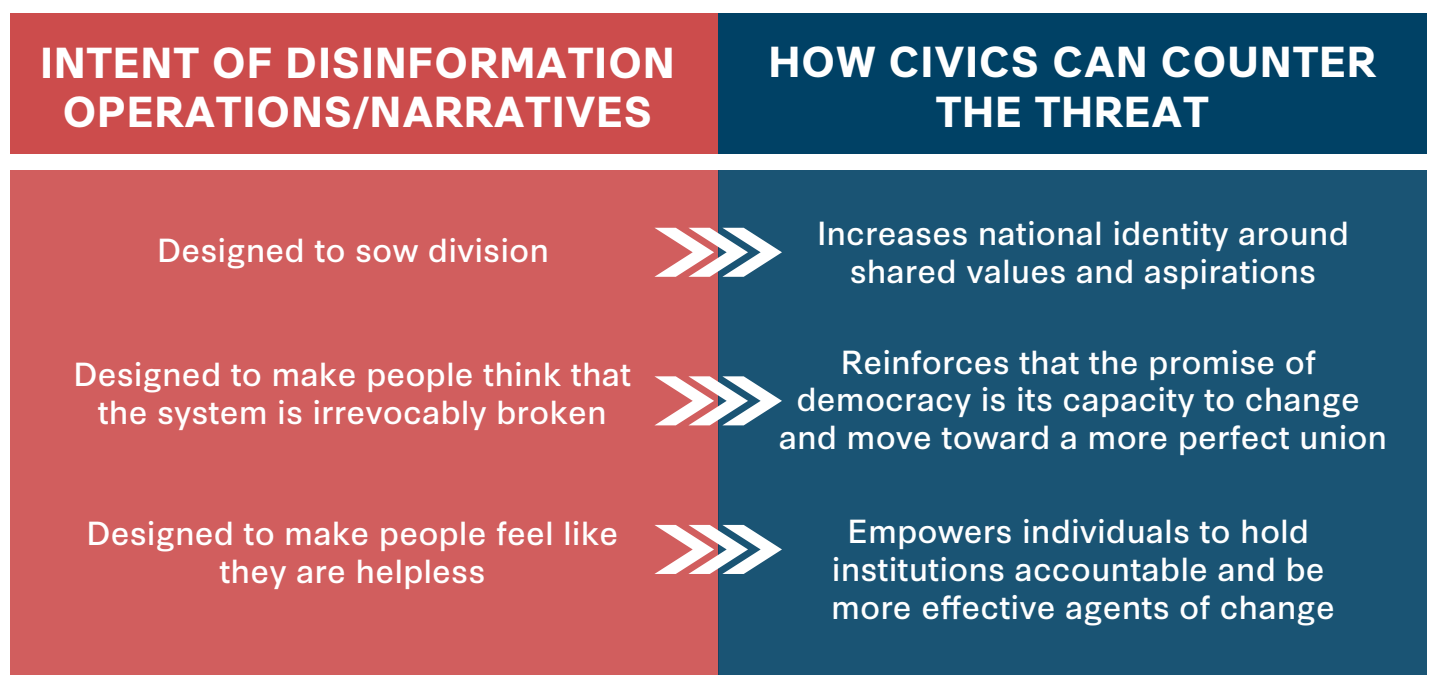 INTENT OF DISINFORMATION
OPERATIONS/NARRATIVES
HOW CIVICS CAN COUNTER
THE THREAT
Designed to sow division
Increases national identity around
shared values and aspirations
Designed to make people think that
the system is irrevocably broken
Reinforces that the promise of
democracy is its capacity to change
and move toward a more perfect union
Designed to make people feel like
they are helpless
Empowers individuals to hold
institutions accountable and be
more effective agents of change